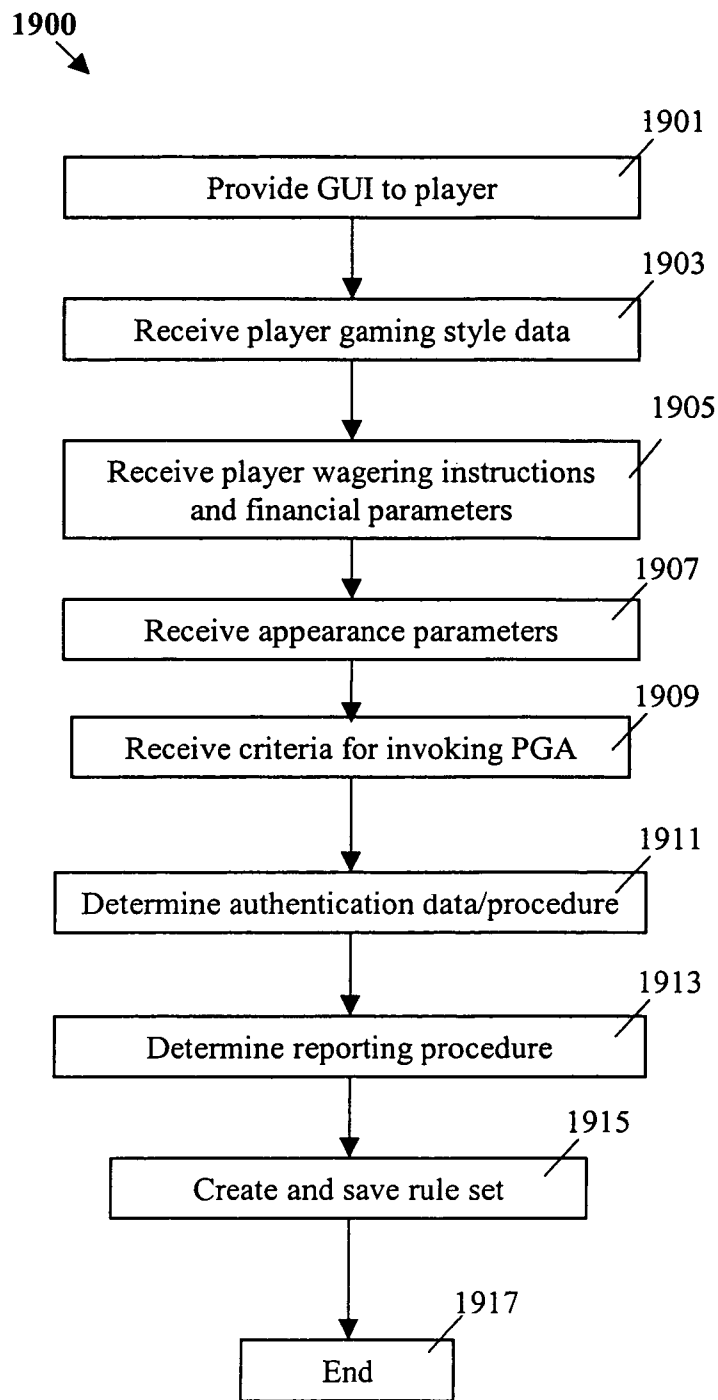 1900
1901
Provide GUI to player
1903
Receive player gaming style data
1905
Receive player wagering instructions
and financial parameters
1907
Receive appearance parameters
1909
Receive criteria for invoking PGA
1911
Determine authentication data/procedure
1913
Determine reporting procedure
1915
Create and save rule set
1917
End